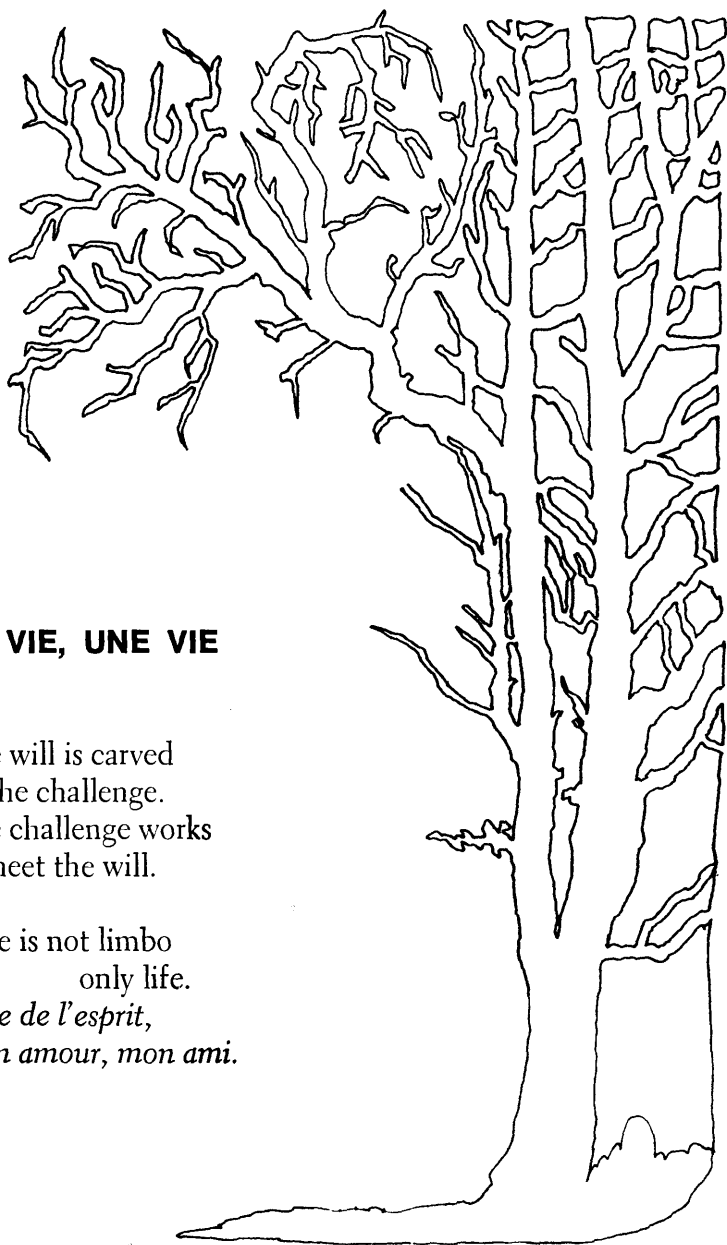 VIE, UNE VIE
will is carved
he challenge.
challenge works
neet the will.
e is not limbo
only life.
e de l'esprit,
n amour, mon ami.